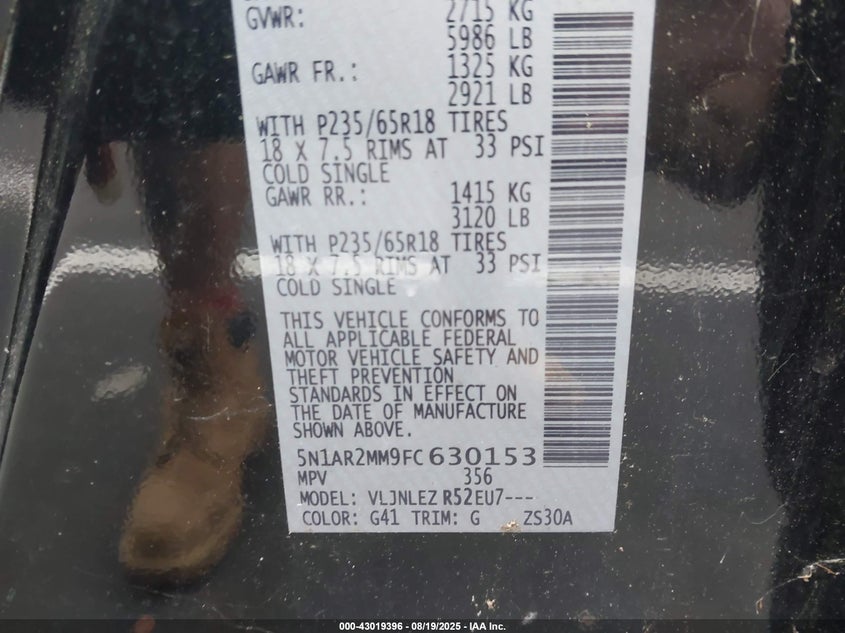 GVWR: 2715 KG
5986 LB
GAWR FR.: 1325 KG
2921 LB
WITH P235/65R18 TIRES
18 X 7.5 RIMS AT 33 PSI
COLD SINGLE
GAWR RR.: 1415 KG
3120 LB
WITH P235/65R18 TIRES
18 X 7.5 RIMS AT 33 PSI
COLD SINGLE
THIS VEHICLE CONFORMS TO
ALL APPLICABLE FEDERAL
MOTOR VEHICLE SAFETY AND
THEFT PREVENTION
STANDARDS IN EFFECT ON
THE DATE OF MANUFACTURE
SHOWN ABOVE.
5N1AR2MM9FC 630153
MPV 356
MODEL: VLJNLEZ R52EU7---
COLOR: G41 TRIM: G ZS30A
000-43019396 - 08/19/2025 - IAA Inc.